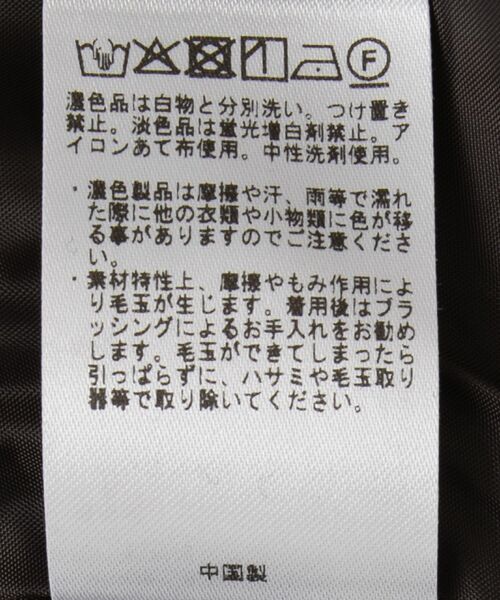 F
濃色品は白物と分別洗い。つけ置き
禁止。淡色品は蛍光増白剤禁止。ア
イロンあて布使用。中性洗剤使用。
・濃色製品は摩擦や汗、雨等で濡れ
た際に他の衣類や小物類に色が移
る事がありますのでご注意くださ
い。
・素材特性上、摩擦やもみ作用によ
り毛玉が生じます。着用後はブラ
ッシングによるお手入れをお勧め
します。毛玉ができてしまったら
引っぱらずに、ハサミや毛玉取り
器等で取り除いてください。
中国製